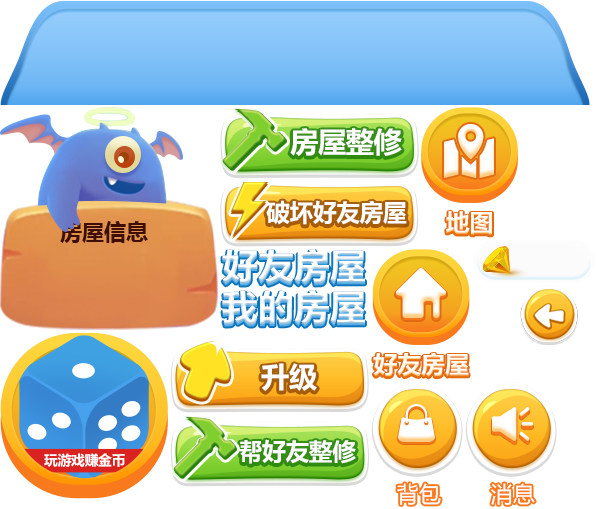 房屋整修
破坏好友房屋
地图
房屋信息
好友房屋
我的房屋
好友房屋
升级
帮好友整修
玩游戏赚金币
背包
消息